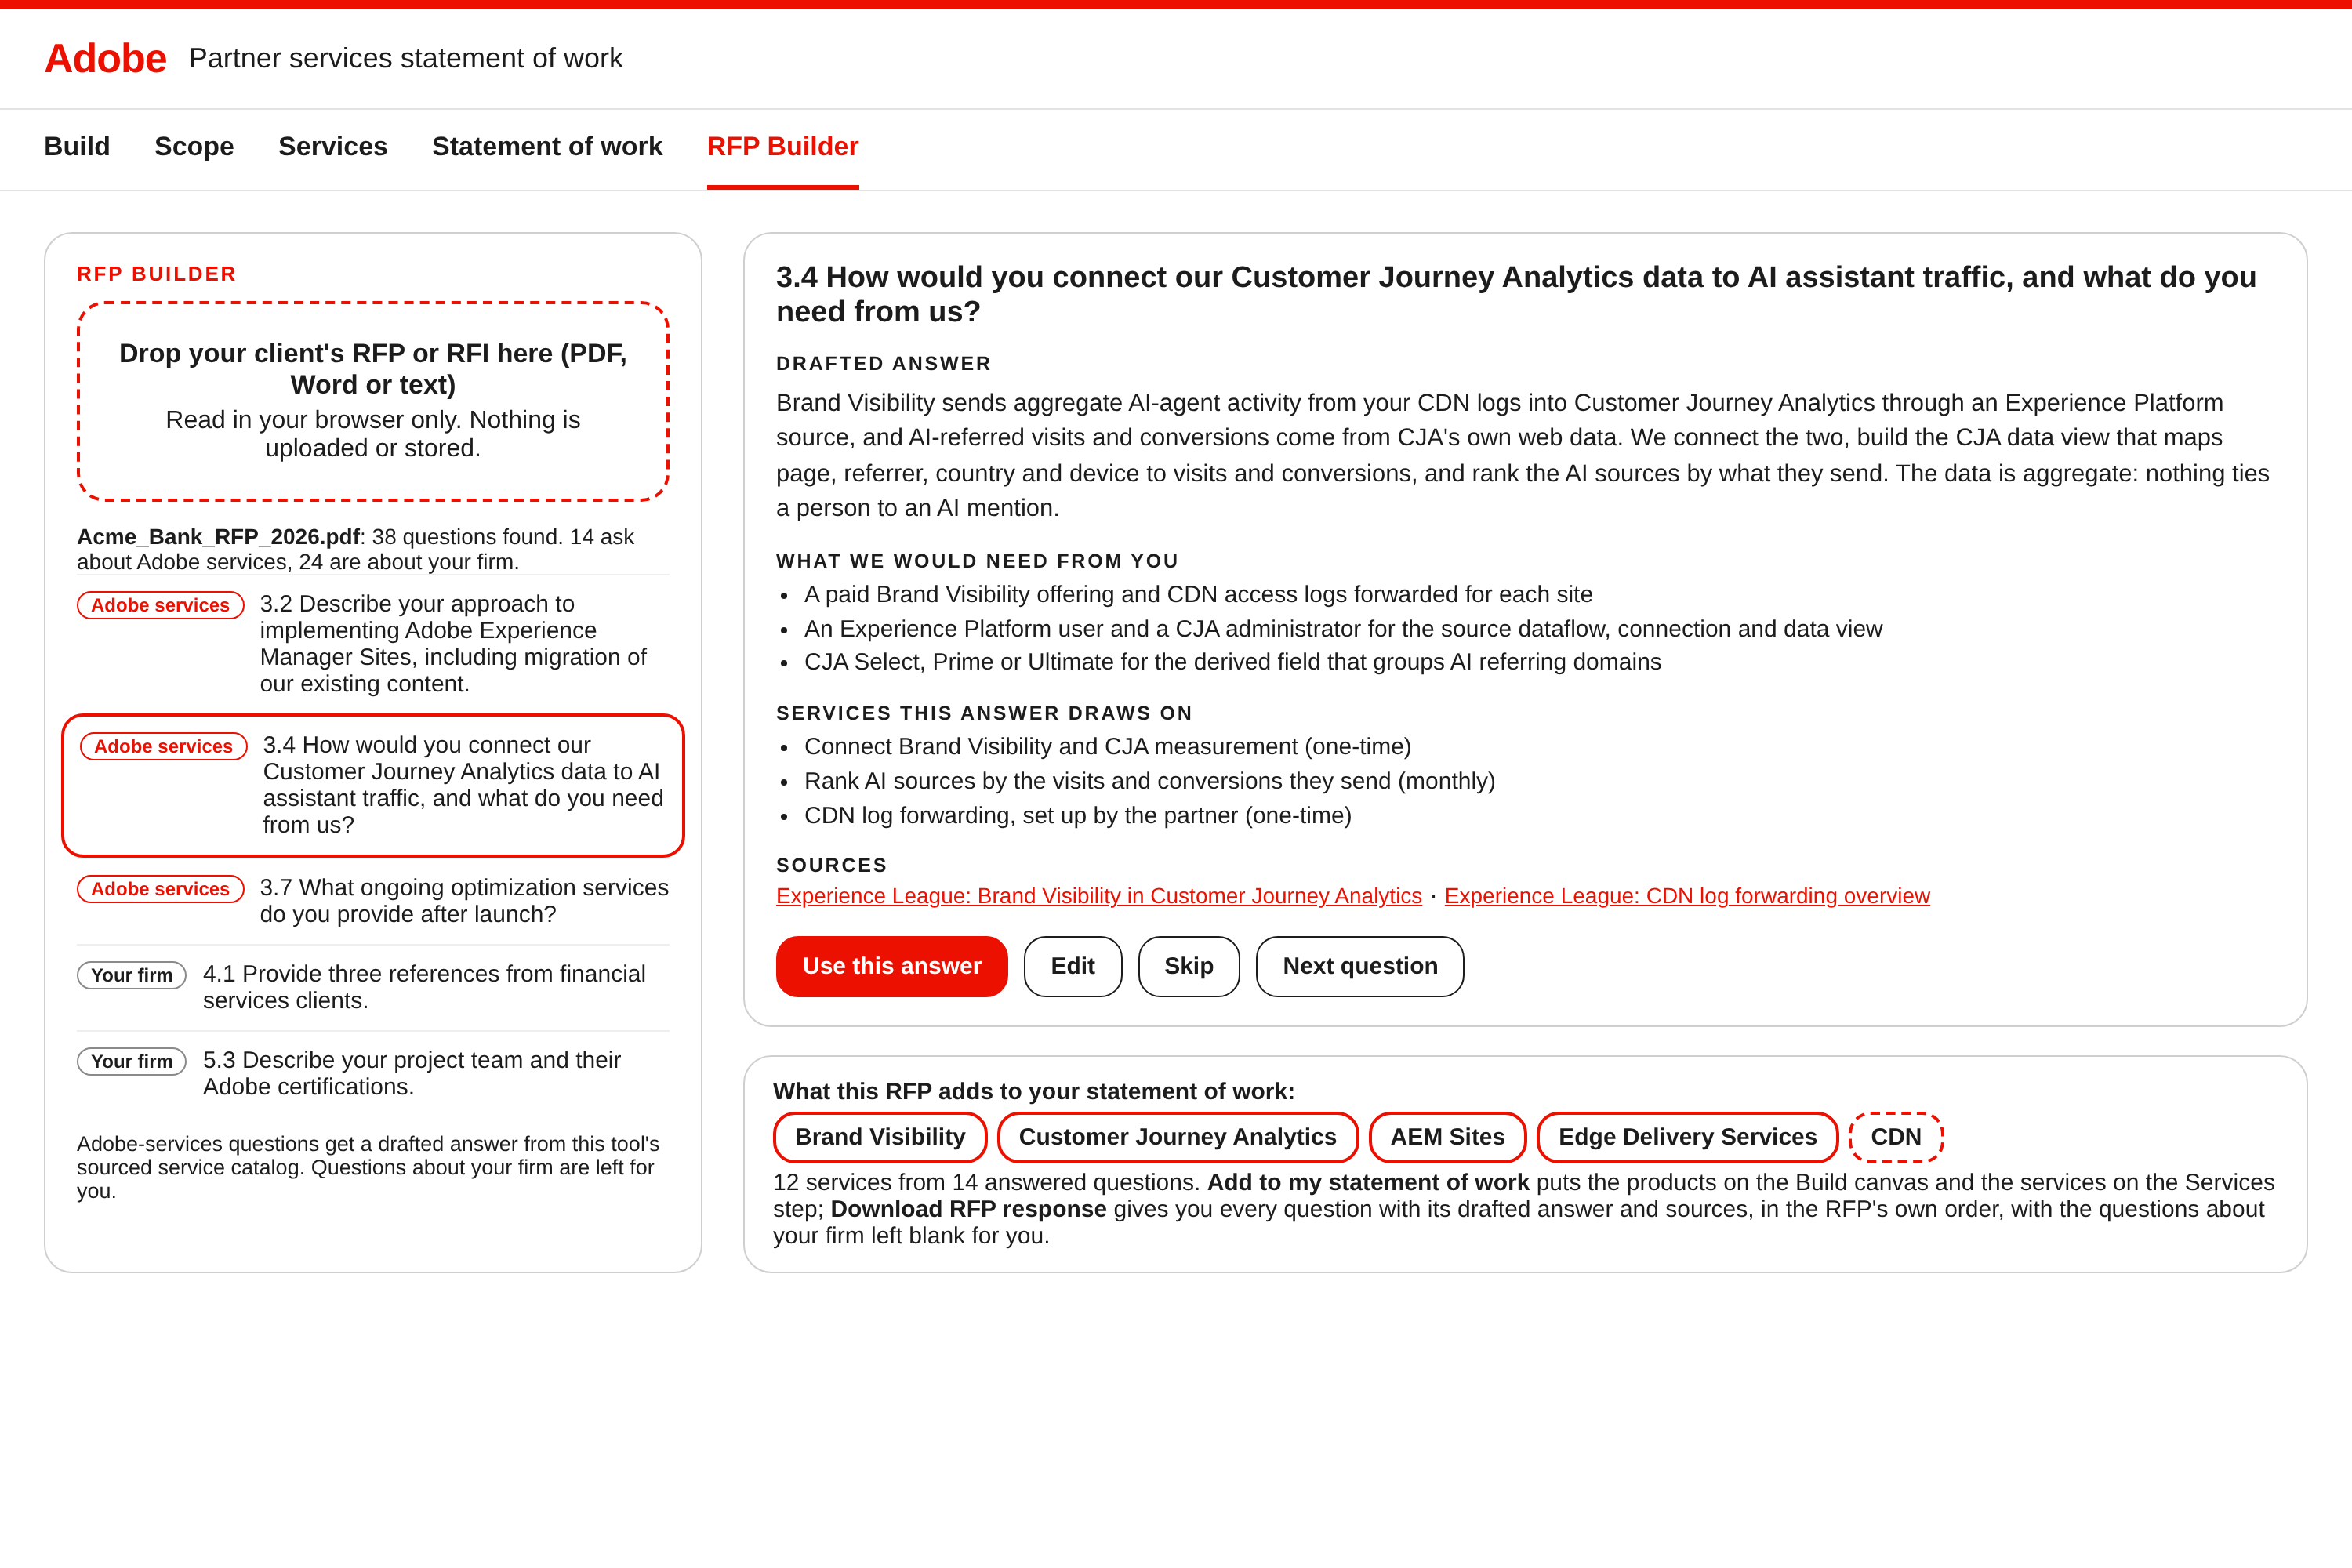 Adobe Partner services statement of work
Build Scope Services Statement of work RFP Builder
RFP BUILDER
Drop your client's RFP or RFI here (PDF,
Word or text)
Read in your browser only. Nothing is
uploaded or stored.
Acme_Bank_RFP_2026.pdf: 38 questions found. 14 ask
about Adobe services, 24 are about your firm.
Adobe services 3.2 Describe your approach to
implementing Adobe Experience
Manager Sites, including migration of
our existing content.
Adobe services 3.4 How would you connect our
Customer Journey Analytics data to AI
assistant traffic, and what do you need
from us?
Adobe services 3.7 What ongoing optimization services
do you provide after launch?
Your firm 4.1 Provide three references from financial
services clients.
Your firm 5.3 Describe your project team and their
Adobe certifications.
Adobe-services questions get a drafted answer from this tool's
sourced service catalog. Questions about your firm are left for
you.
3.4 How would you connect our Customer Journey Analytics data to AI assistant traffic, and what do you
need from us?
DRAFTED ANSWER
Brand Visibility sends aggregate AI-agent activity from your CDN logs into Customer Journey Analytics through an Experience Platform
source, and AI-referred visits and conversions come from CJA's own web data. We connect the two, build the CJA data view that maps
page, referrer, country and device to visits and conversions, and rank the AI sources by what they send. The data is aggregate: nothing ties
a person to an AI mention.
WHAT WE WOULD NEED FROM YOU
• A paid Brand Visibility offering and CDN access logs forwarded for each site
• An Experience Platform user and a CJA administrator for the source dataflow, connection and data view
• CJA Select, Prime or Ultimate for the derived field that groups AI referring domains
SERVICES THIS ANSWER DRAWS ON
• Connect Brand Visibility and CJA measurement (one-time)
• Rank AI sources by the visits and conversions they send (monthly)
• CDN log forwarding, set up by the partner (one-time)
SOURCES
Experience League: Brand Visibility in Customer Journey Analytics · Experience League: CDN log forwarding overview
Use this answer Edit Skip Next question
What this RFP adds to your statement of work:
Brand Visibility Customer Journey Analytics AEM Sites Edge Delivery Services CDN
12 services from 14 answered questions. Add to my statement of work puts the products on the Build canvas and the services on the Services
step; Download RFP response gives you every question with its drafted answer and sources, in the RFP's own order, with the questions about
your firm left blank for you.